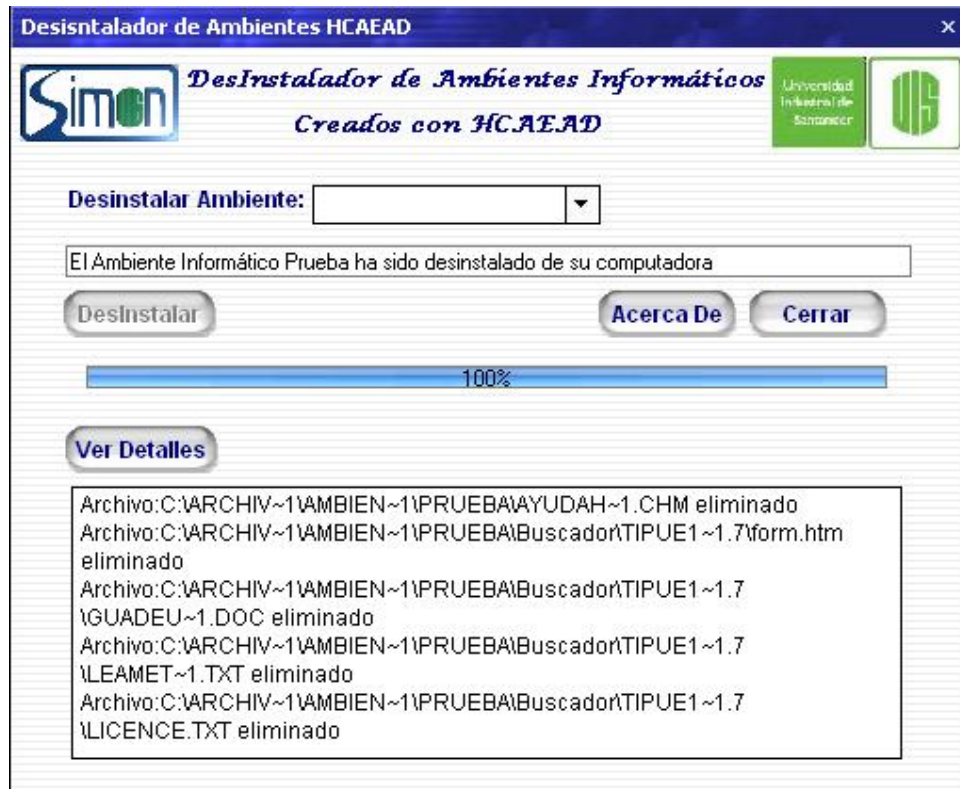 Desisntalador de Ambientes HCAEAD
x
Simon
DesInstalador de Ambientes Informáticos
Creados con HCAEAD
Universidad
Industrial de
Santander
UIS
Desinstalar Ambiente:
El Ambiente Informático Prueba ha sido desinstalado de su computadora
DesInstalar
Acerca De
Cerrar
100%
Ver Detalles
Archivo:C:\ARCHIV~1\AMBIEN~1\PRUEBA\AYUDAH~1.CHM eliminado
Archivo:C:\ARCHIV~1\AMBIEN~1\PRUEBA\Buscador\TIPUE1~1.7\form.htm
eliminado
Archivo:C:\ARCHIV~1\AMBIEN~1\PRUEBA\Buscador\TIPUE1~1.7
\GUADEU~1.DOC eliminado
Archivo:C:\ARCHIV~1\AMBIEN~1\PRUEBA\Buscador\TIPUE1~1.7
\LEAMET~1.TXT eliminado
Archivo:C:\ARCHIV~1\AMBIEN~1\PRUEBA\Buscador\TIPUE1~1.7
\LICENCE.TXT eliminado